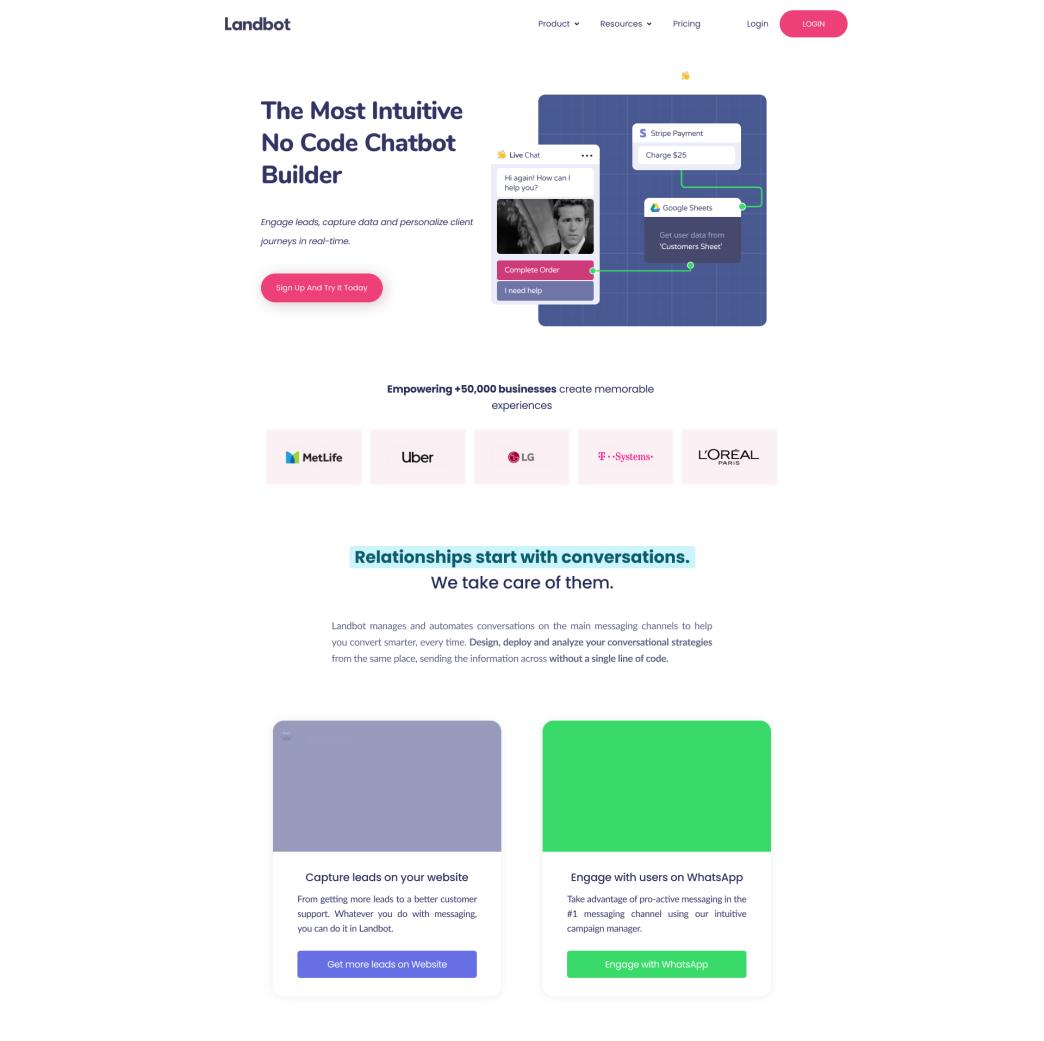 Landbot
Product
Resources
Pricing
Login
LOGIN
The Most Intuitive
No Code Chatbot
Builder
Engage leads, capture data and personalize client
journeys in real-time.
Sign Up And Try It Today
Live Chat
Hi again! How can I
help you?
Complete Order
I need help
Stripe Payment
Charge $25
Google Sheets
Get user data from
'Customers Sheet'
Empowering +50,000 businesses create memorable
experiences
MetLife
Uber
LG
T··Systems·
L'ORÉAL
PARIS
Relationships start with conversations.
We take care of them.
Landbot manages and automates conversations on the main messaging channels to help
you convert smarter, every time. Design, deploy and analyze your conversational strategies
from the same place, sending the information across without a single line of code.
Capture leads on your website
From getting more leads to a better customer
support. Whatever you do with messaging,
you can do it in Landbot.
Get more leads on Website
Engage with users on WhatsApp
Take advantage of pro-active messaging in the
#1 messaging channel using our intuitive
campaign manager.
Engage with WhatsApp